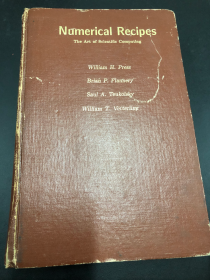 Numerical Recipes
The Art of Scientific Computing
William H. Press
Brian P. Flannery
Saul A. Teukolsky
William T. Vetterling